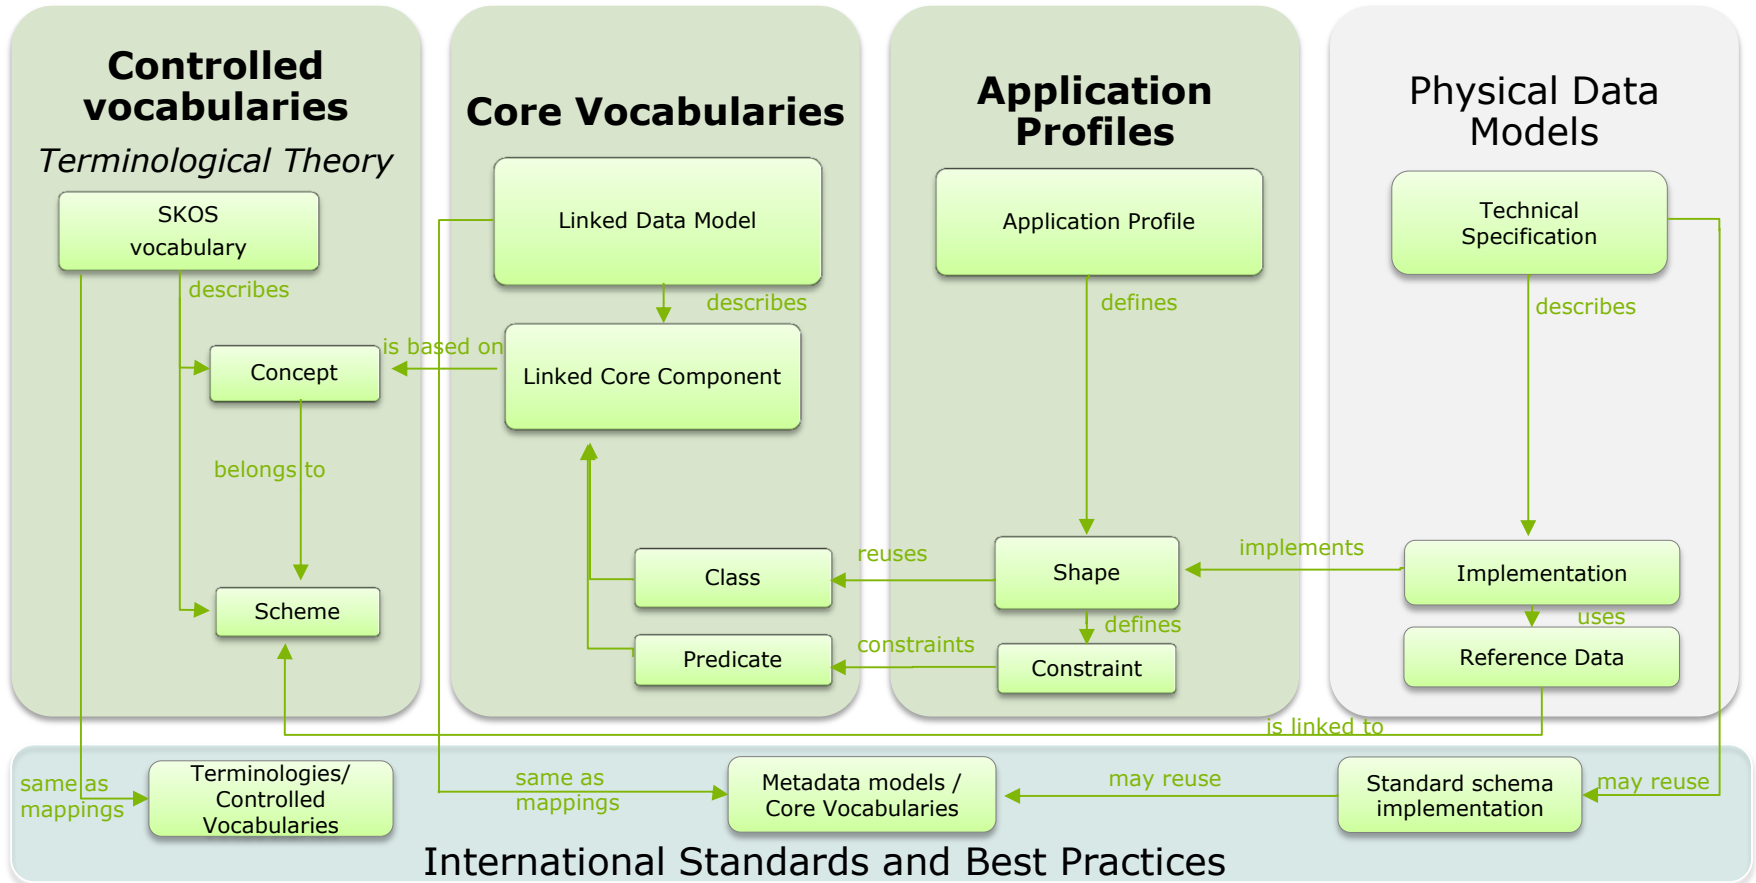 Controlled
vocabularies
Terminological Theory
SKOS
vocabulary
describes
Concept
belongs to
Scheme
is based on
Core Vocabularies
Linked Data Model
describes
Linked Core Component
Class
Predicate
reuses
constraints
Application
Profiles
Application Profile
defines
Shape
defines
Constraint
implements
Physical Data
Models
Technical
Specification
describes
Implementation
uses
Reference Data
is linked to
same as
mappings
Terminologies/
Controlled
Vocabularies
same as
mappings
Metadata models /
Core Vocabularies
may reuse
Standard schema
implementation
may reuse
International Standards and Best Practices